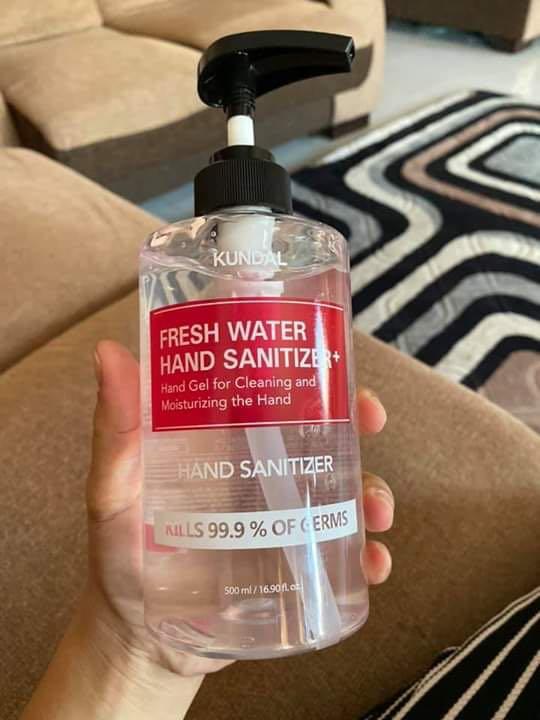 KUNDAL
FRESH WATER
HAND SANITIZER+
Hand Gel for Cleaning and
Moisturizing the Hand
HAND SANITIZER
KILLS 99.9 % OF GERMS
500 ml / 16.90 fl. oz.